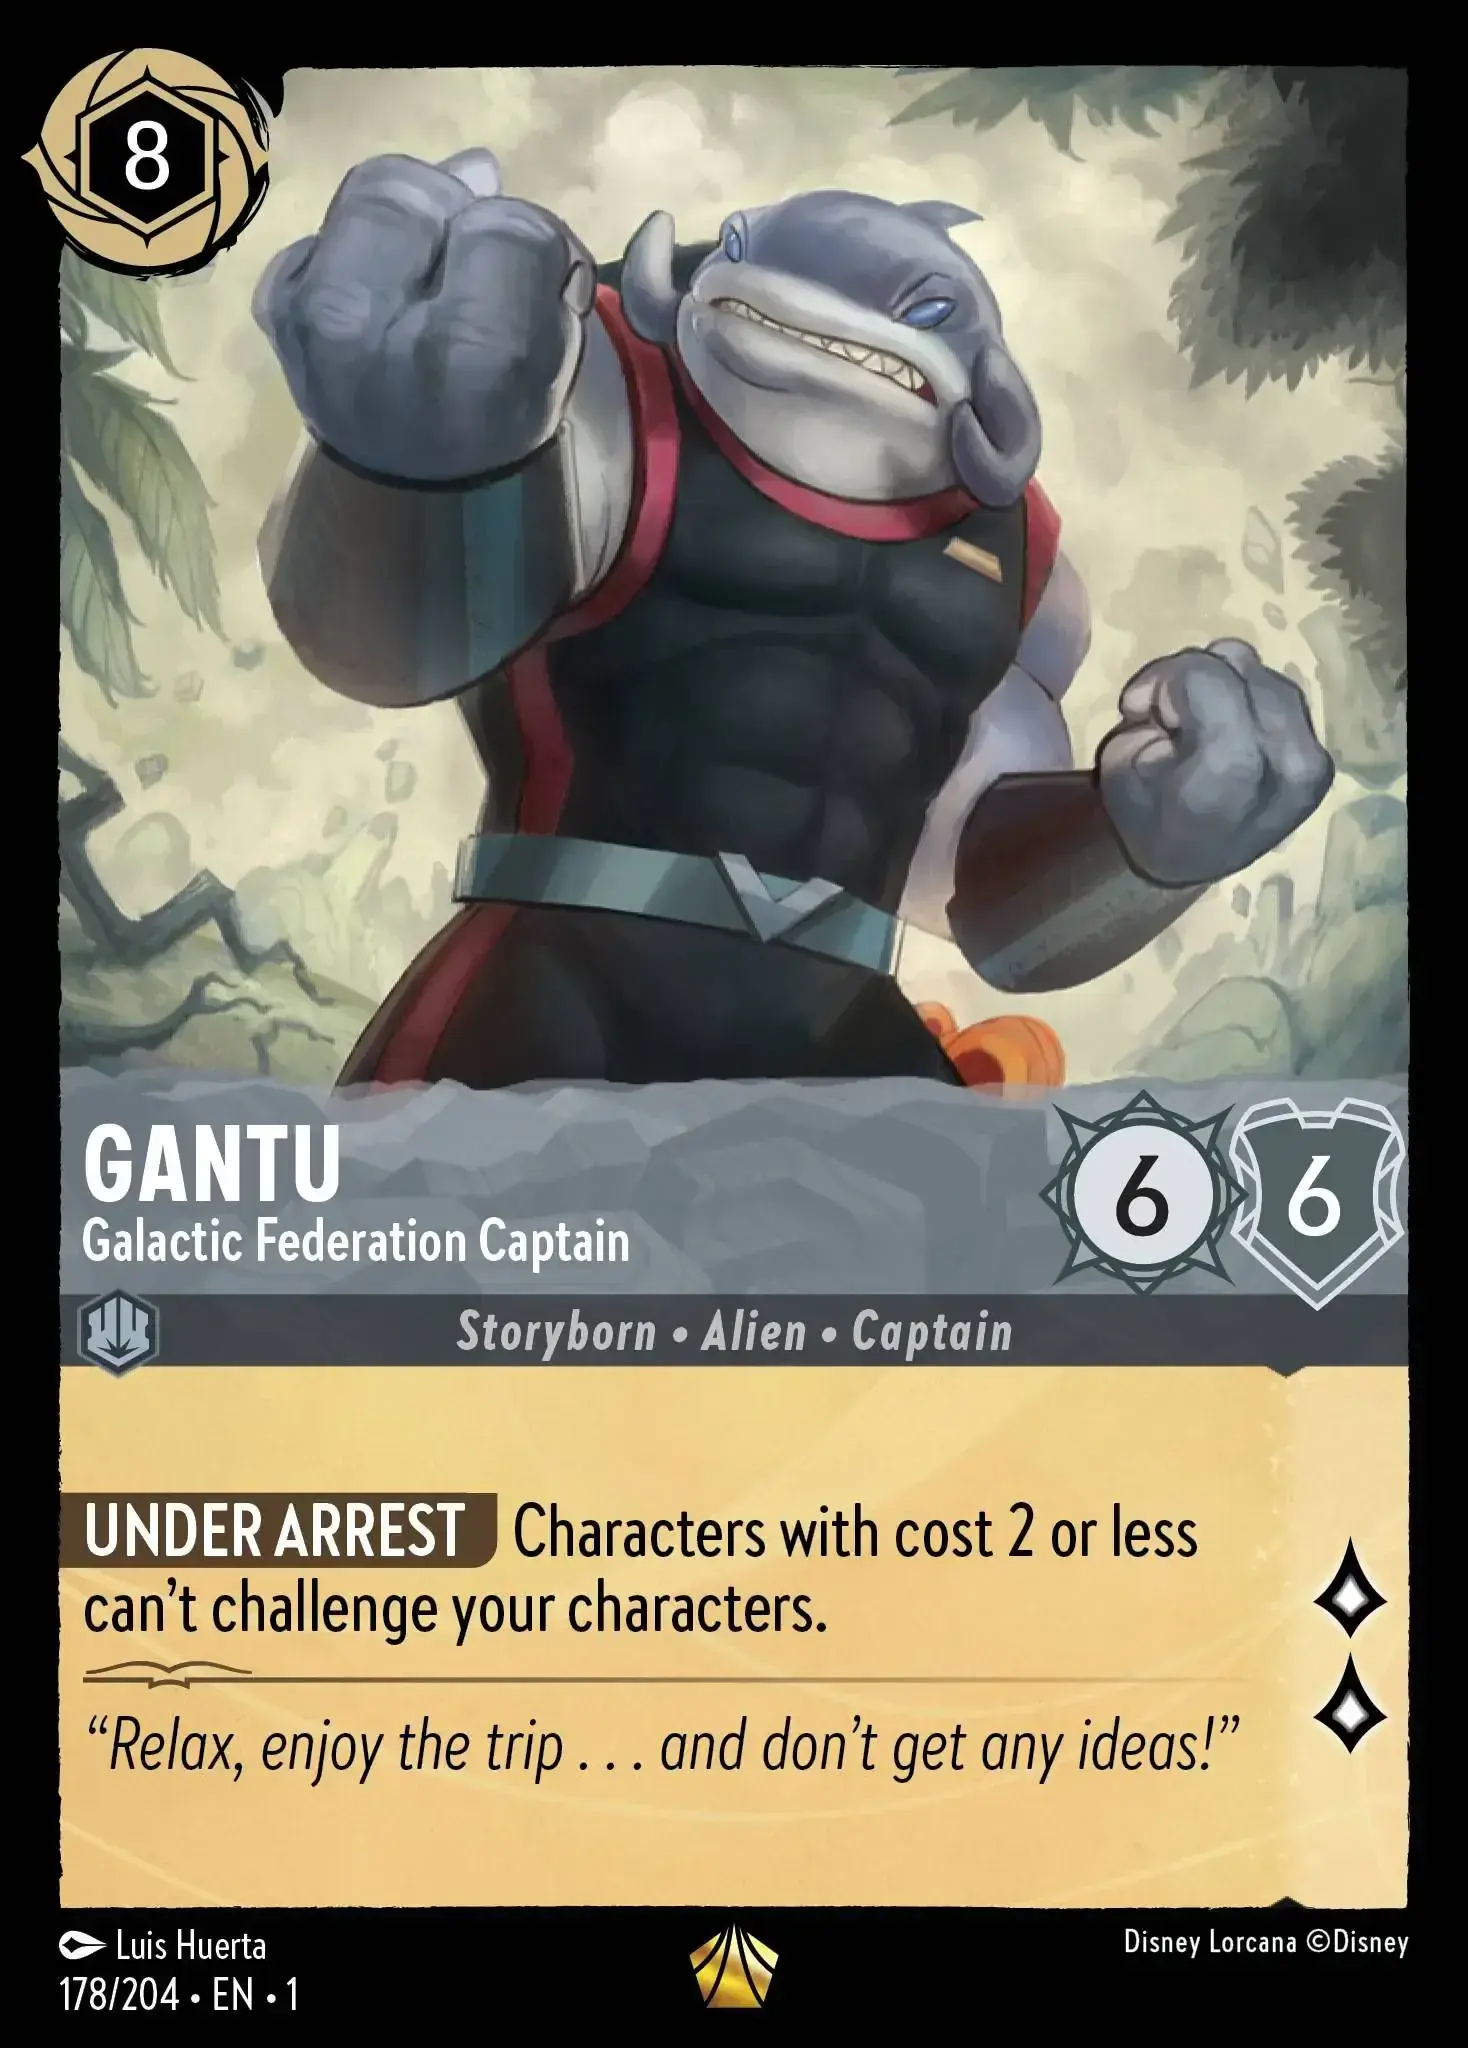 8
GANTU
Galactic Federation Captain
6
6
Storyborn • Alien • Captain
UNDER ARREST Characters with cost 2 or less
can’t challenge your characters.
“Relax, enjoy the trip . . . and don’t get any ideas!”
Luis Huerta
178/204 • EN • 1
Disney Lorcana ©Disney